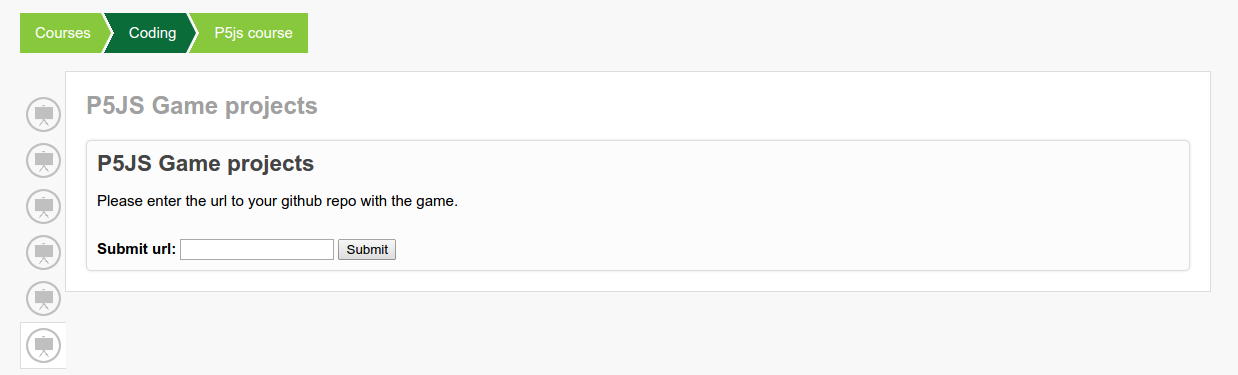 Courses Coding P5js course
P5JS Game projects
P5JS Game projects
Please enter the url to your github repo with the game.
Submit url: Submit